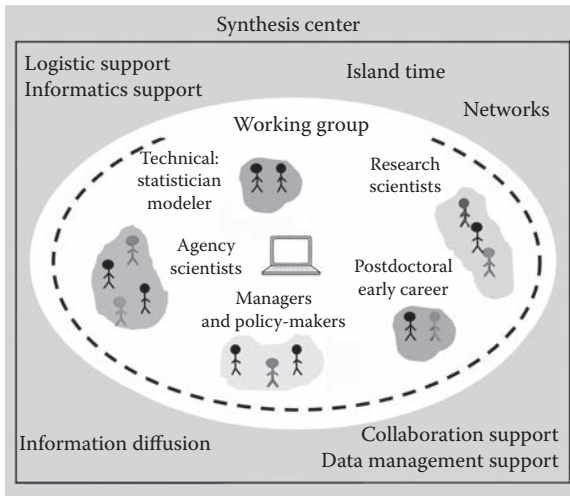 Synthesis center
Logistic support
Informatics support
Island time
Networks
Working group
Technical:
statistician
modeler
Research
scientists
Agency
scientists
Postdoctoral
early career
Managers
and policy-makers
Information diffusion
Collaboration support
Data management support